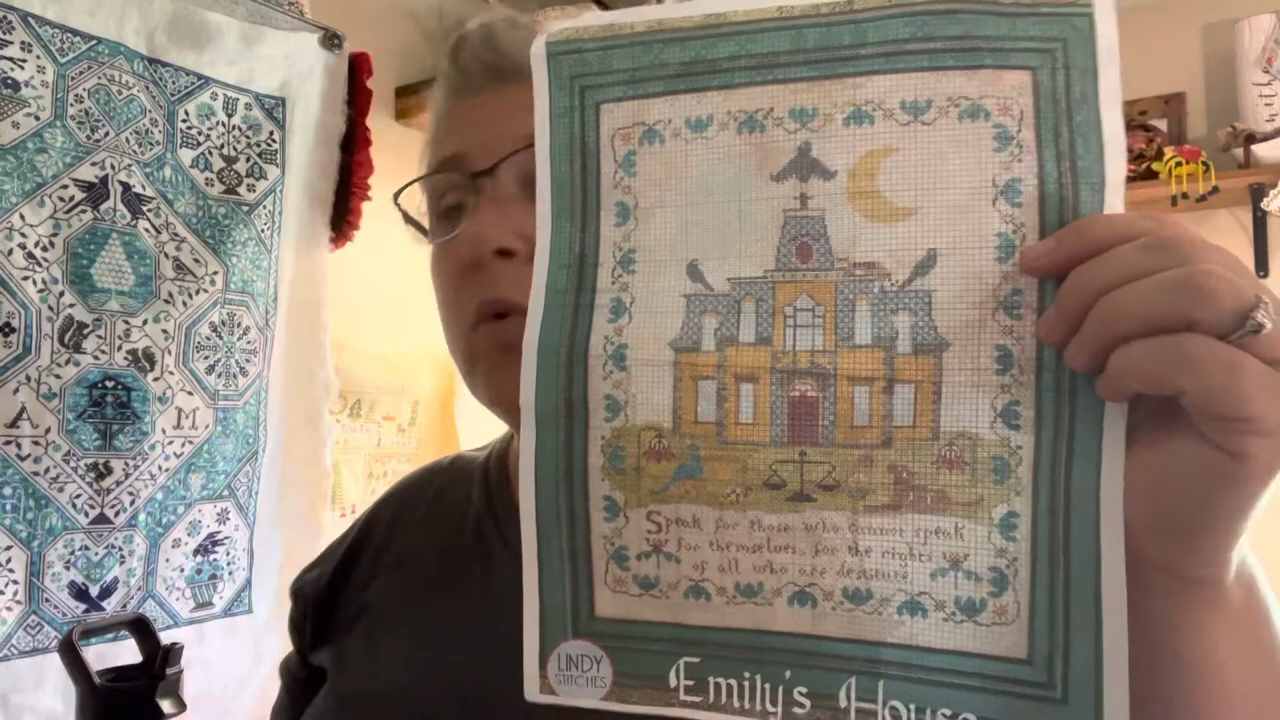 A M
Speak for those who cannot speak
for themselves, for the rights
of all who are destitute
LINDY
STITCHES
Emily's House
with